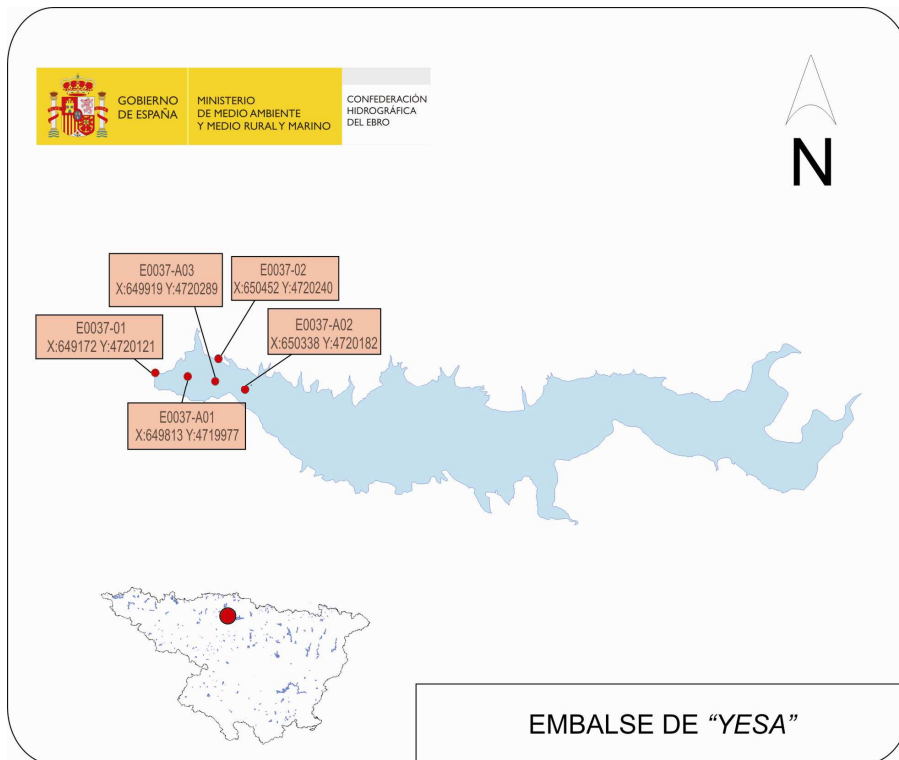 GOBIERNO
DE ESPAÑA
MINISTERIO
DE MEDIO AMBIENTE
Y MEDIO RURAL Y MARINO
CONFEDERACIÓN
HIDROGRÁFICA
DEL EBRO
N
E0037-A03
X:649919 Y:4720289
E0037-02
X:650452 Y:4720240
E0037-01
X:649172 Y:4720121
E0037-A02
X:650338 Y:4720182
E0037-A01
X:649813 Y:4719977
EMBALSE DE "YESA"